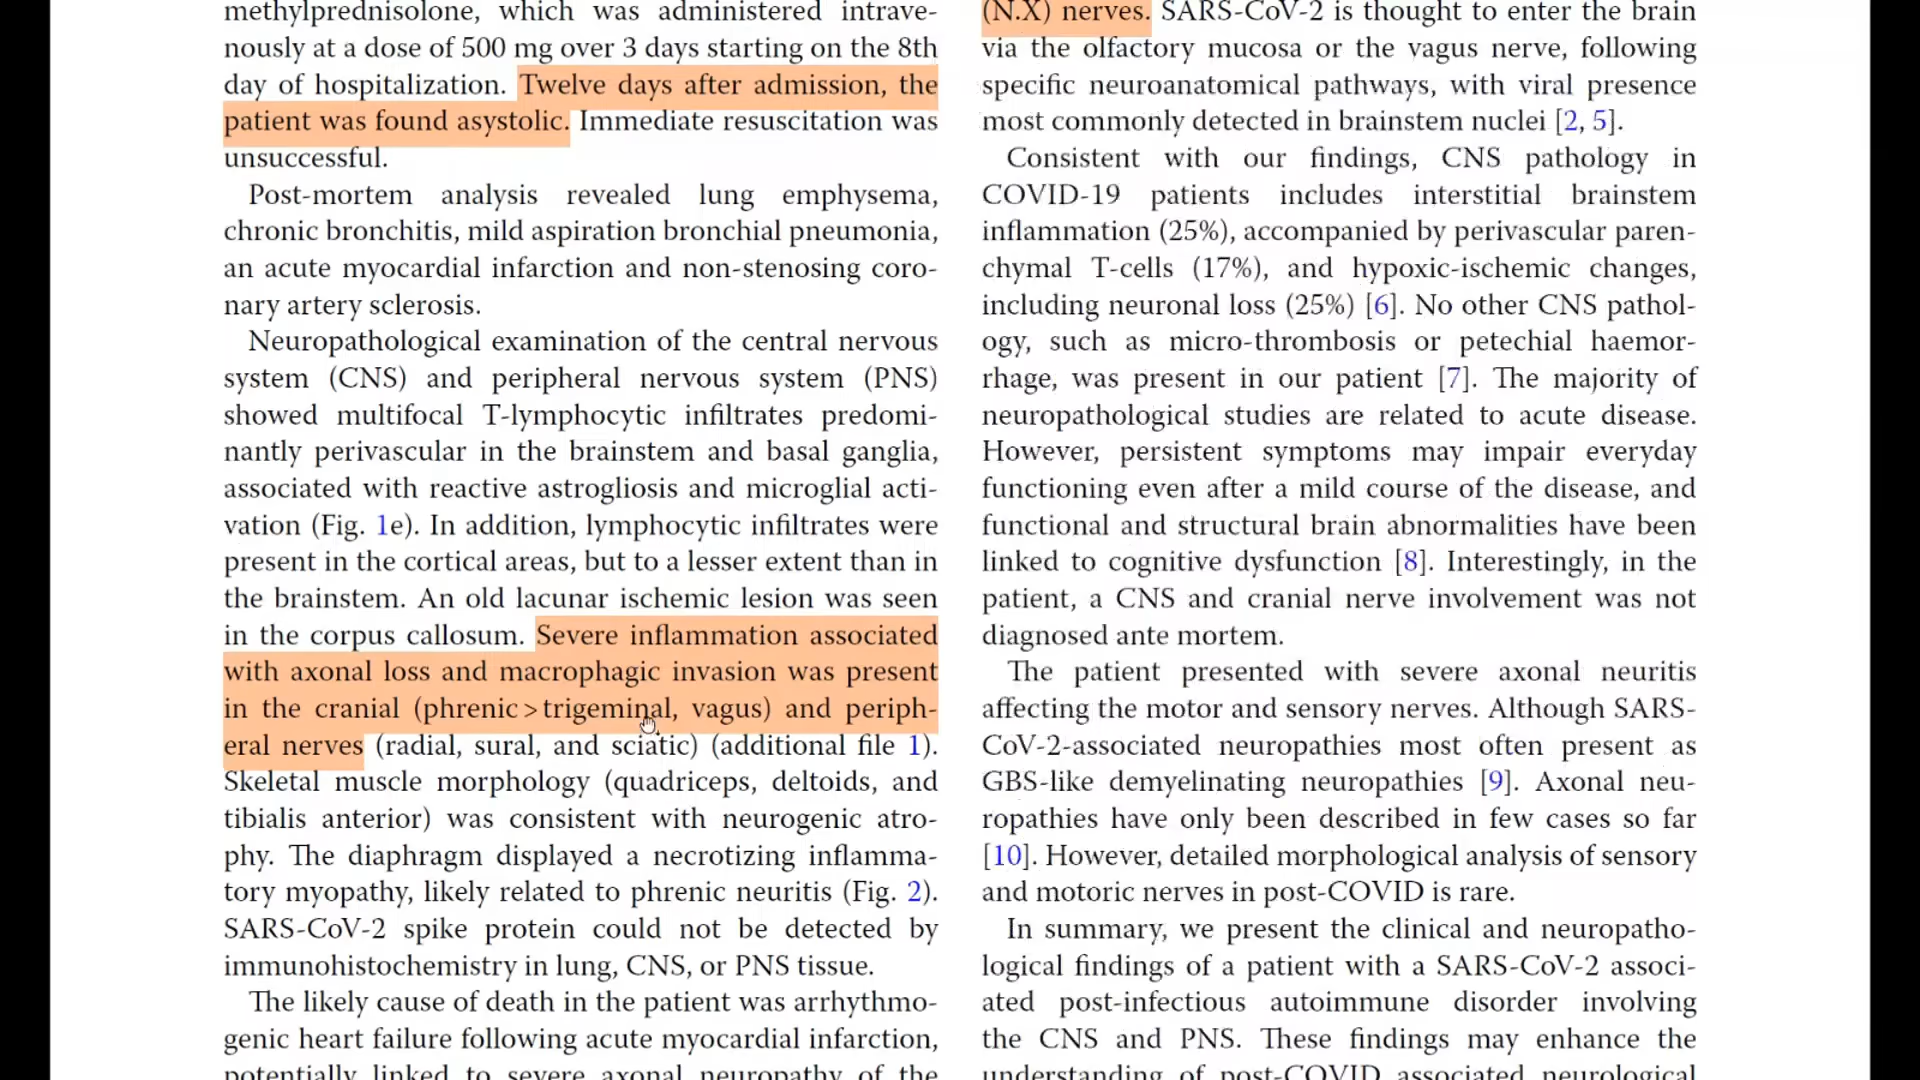 methylprednisolone, which was administered intrave-
nously at a dose of 500 mg over 3 days starting on the 8th
day of hospitalization. Twelve days after admission, the
patient was found asystolic. Immediate resuscitation was
unsuccessful.
Post-mortem analysis revealed lung emphysema,
chronic bronchitis, mild aspiration bronchial pneumonia,
an acute myocardial infarction and non-stenosing coro-
nary artery sclerosis.
Neuropathological examination of the central nervous
system (CNS) and peripheral nervous system (PNS)
showed multifocal T-lymphocytic infiltrates predomi-
nantly perivascular in the brainstem and basal ganglia,
associated with reactive astrogliosis and microglial acti-
vation (Fig. 1e). In addition, lymphocytic infiltrates were
present in the cortical areas, but to a lesser extent than in
the brainstem. An old lacunar ischemic lesion was seen
in the corpus callosum. Severe inflammation associated
with axonal loss and macrophagic invasion was present
in the cranial (phrenic > trigeminal, vagus) and periph-
eral nerves (radial, sural, and sciatic) (additional file 1).
Skeletal muscle morphology (quadriceps, deltoids, and
tibialis anterior) was consistent with neurogenic atro-
phy. The diaphragm displayed a necrotizing inflamma-
tory myopathy, likely related to phrenic neuritis (Fig. 2).
SARS-CoV-2 spike protein could not be detected by
immunohistochemistry in lung, CNS, or PNS tissue.
The likely cause of death in the patient was arrhythmo-
genic heart failure following acute myocardial infarction,
potentially linked to severe axonal neuropathy of the
(N.X) nerves. SARS-CoV-2 is thought to enter the brain
via the olfactory mucosa or the vagus nerve, following
specific neuroanatomical pathways, with viral presence
most commonly detected in brainstem nuclei [2, 5].
Consistent with our findings, CNS pathology in
COVID-19 patients includes interstitial brainstem
inflammation (25%), accompanied by perivascular paren-
chymal T-cells (17%), and hypoxic-ischemic changes,
including neuronal loss (25%) [6]. No other CNS pathol-
ogy, such as micro-thrombosis or petechial haemor-
rhage, was present in our patient [7]. The majority of
neuropathological studies are related to acute disease.
However, persistent symptoms may impair everyday
functioning even after a mild course of the disease, and
functional and structural brain abnormalities have been
linked to cognitive dysfunction [8]. Interestingly, in the
patient, a CNS and cranial nerve involvement was not
diagnosed ante mortem.
The patient presented with severe axonal neuritis
affecting the motor and sensory nerves. Although SARS-
CoV-2-associated neuropathies most often present as
GBS-like demyelinating neuropathies [9]. Axonal neu-
ropathies have only been described in few cases so far
[10]. However, detailed morphological analysis of sensory
and motoric nerves in post-COVID is rare.
In summary, we present the clinical and neuropatho-
logical findings of a patient with a SARS-CoV-2 associ-
ated post-infectious autoimmune disorder involving
the CNS and PNS. These findings may enhance the
understanding of post-COVID associated neurological